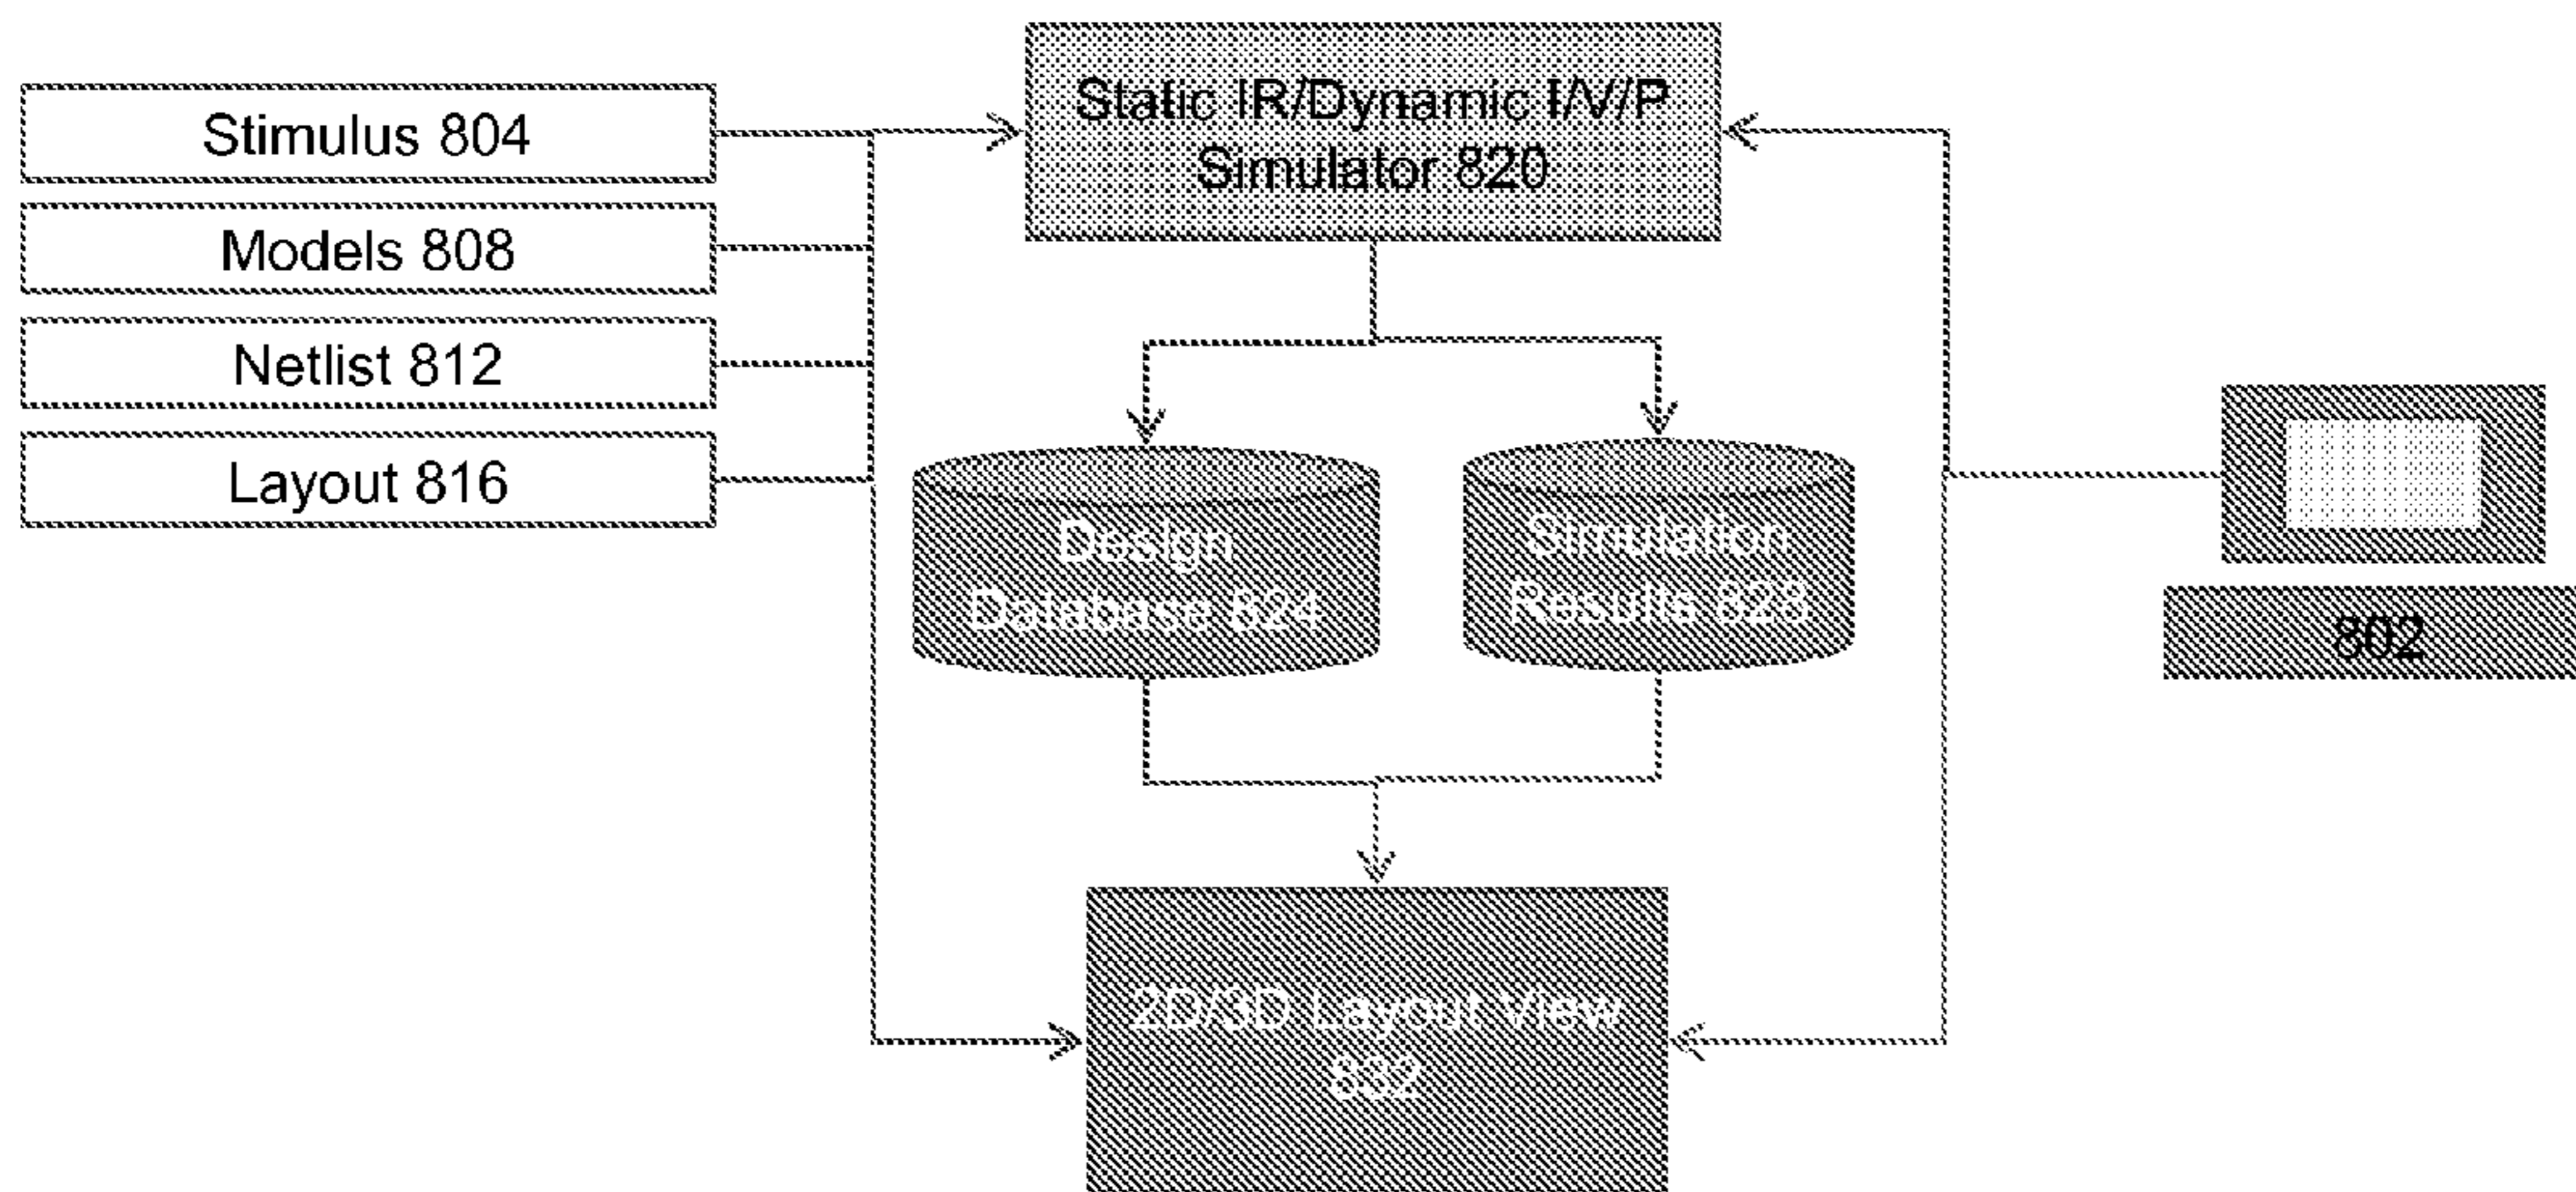 Stimulus 804
Models 808
Netlist 812
Layout 816
Static IR/Dynamic I/V/P
Simulator 820
Design
Database 824
Simulation
Results 828
802
2D/3D Layout View
832